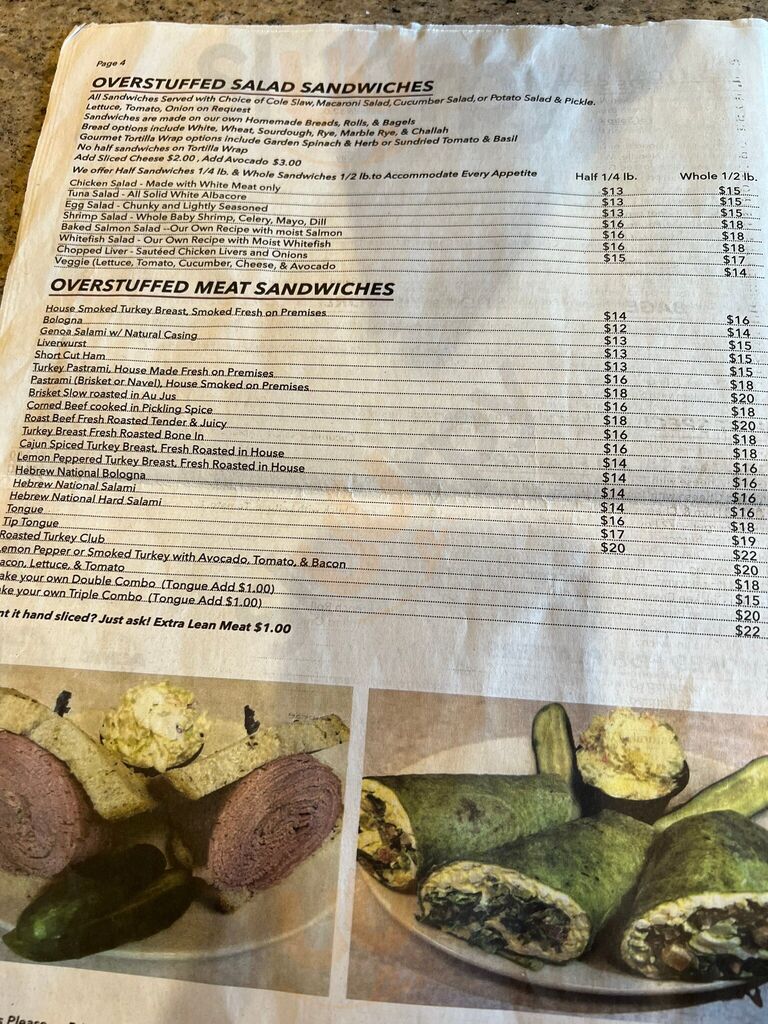 Page 4
OVERSTUFFED SALAD SANDWICHES
All Sandwiches Served with Choice of Cole Slaw, Macaroni Salad, Cucumber Salad, or Potato Salad & Pickle.
Lettuce, Tomato, Onion on Request
Sandwiches are made on our own Homemade Breads, Rolls, & Bagels
Bread options include White, Wheat, Sourdough, Rye, Marble Rye, & Challah
Gourmet Tortilla Wrap options include Garden Spinach & Herb or Sundried Tomato & Basil
No half sandwiches on Tortilla Wrap
Add Sliced Cheese $2.00 , Add Avocado $3.00
We offer Half Sandwiches 1/4 lb. & Whole Sandwiches 1/2 lb.to Accommodate Every Appetite Half 1/4 lb. Whole 1/2 lb.
Chicken Salad - Made with White Meat only $13 $15
Tuna Salad - All Solid White Albacore $13 $15
Egg Salad - Chunky and Lightly Seasoned $13 $15
Shrimp Salad - Whole Baby Shrimp, Celery, Mayo, Dill $16 $18
Baked Salmon Salad --Our Own Recipe with moist Salmon $16 $18
Whitefish Salad - Our Own Recipe with Moist Whitefish $16 $18
Chopped Liver - Sautéed Chicken Livers and Onions $15 $17
Veggie (Lettuce, Tomato, Cucumber, Cheese, & Avocado $14
OVERSTUFFED MEAT SANDWICHES
House Smoked Turkey Breast, Smoked Fresh on Premises $14 $16
Bologna $12 $14
Genoa Salami w/ Natural Casing $13 $15
Liverwurst $13 $15
Short Cut Ham $13 $15
Turkey Pastrami, House Made Fresh on Premises $16 $18
Pastrami (Brisket or Navel), House Smoked on Premises $18 $20
Brisket Slow roasted in Au Jus $16 $18
Corned Beef cooked in Pickling Spice $18 $20
Roast Beef Fresh Roasted Tender & Juicy $16 $18
Turkey Breast Fresh Roasted Bone In $16 $18
Cajun Spiced Turkey Breast, Fresh Roasted in House $14 $16
Lemon Peppered Turkey Breast, Fresh Roasted in House $14 $16
Hebrew National Bologna $14 $16
Hebrew National Salami $14 $16
Hebrew National Hard Salami $16 $18
Tongue $17 $19
Tip Tongue $20 $22
Roasted Turkey Club $20
emon Pepper or Smoked Turkey with Avocado, Tomato, & Bacon $18
acon, Lettuce, & Tomato $15
ake your own Double Combo (Tongue Add $1.00) $20
ke your own Triple Combo (Tongue Add $1.00) $22
nt it hand sliced? Just ask! Extra Lean Meat $1.00
s Please